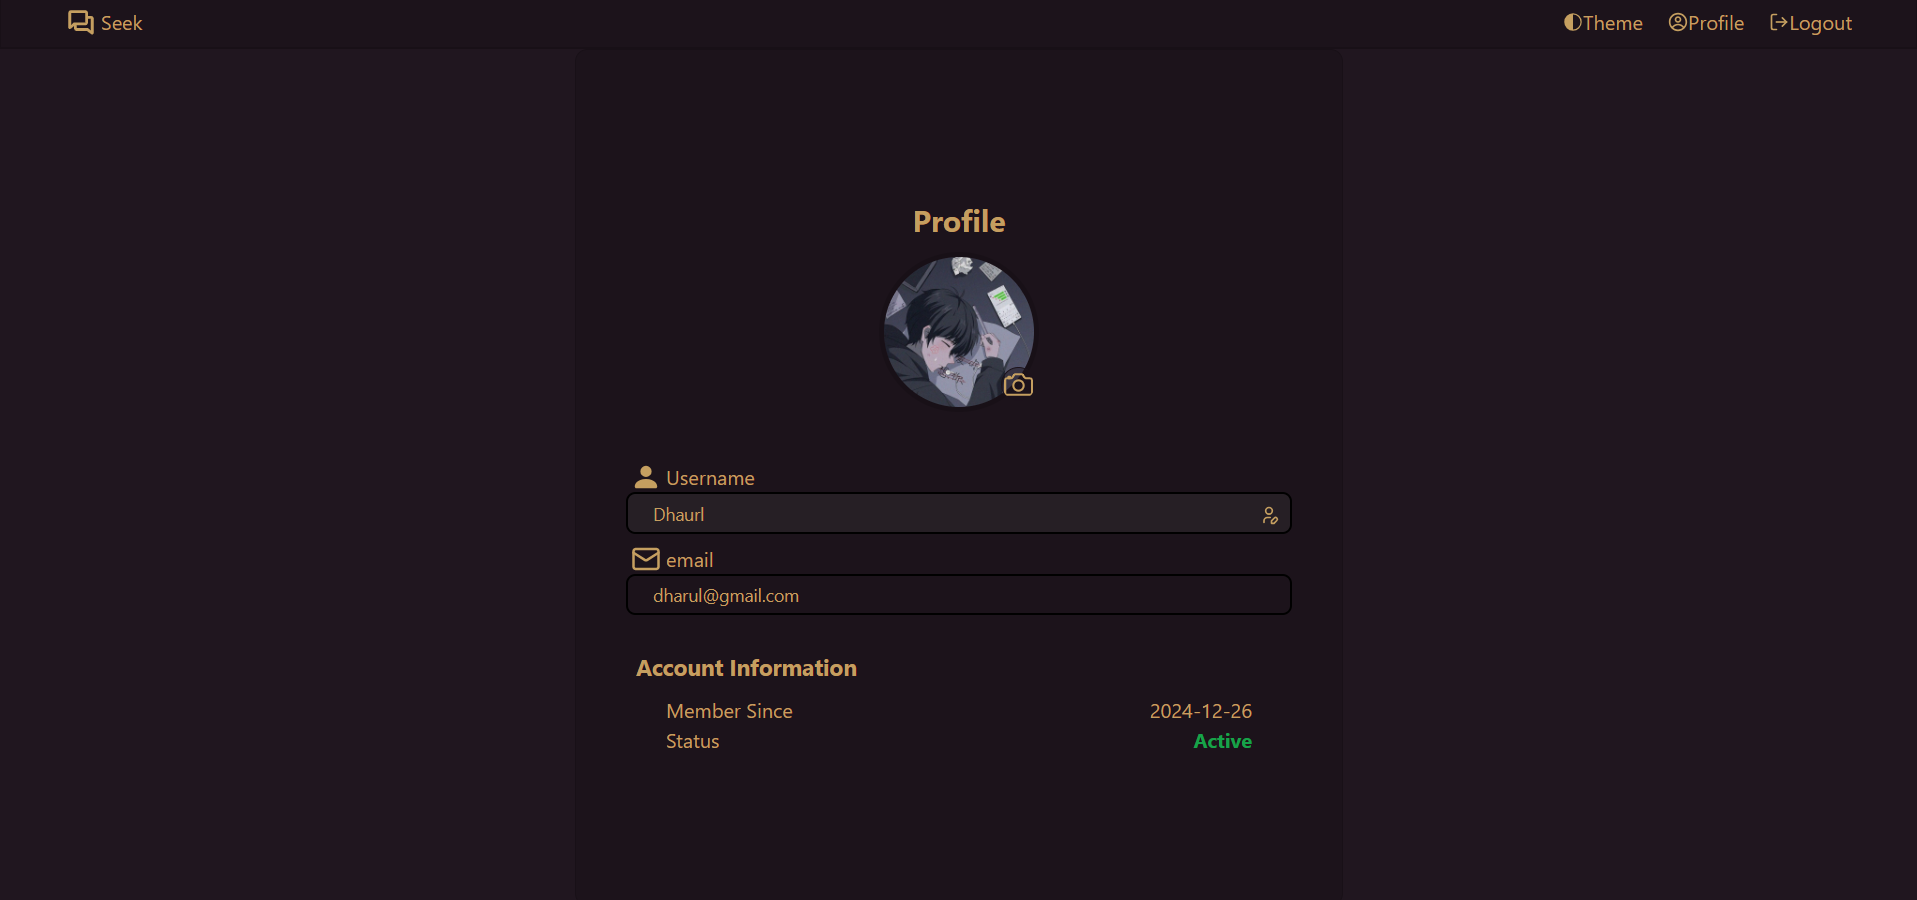 Seek
Theme Profile Logout
Profile
Username
Dhaurl
email
dharul@gmail.com
Account Information
Member Since 2024-12-26
Status Active